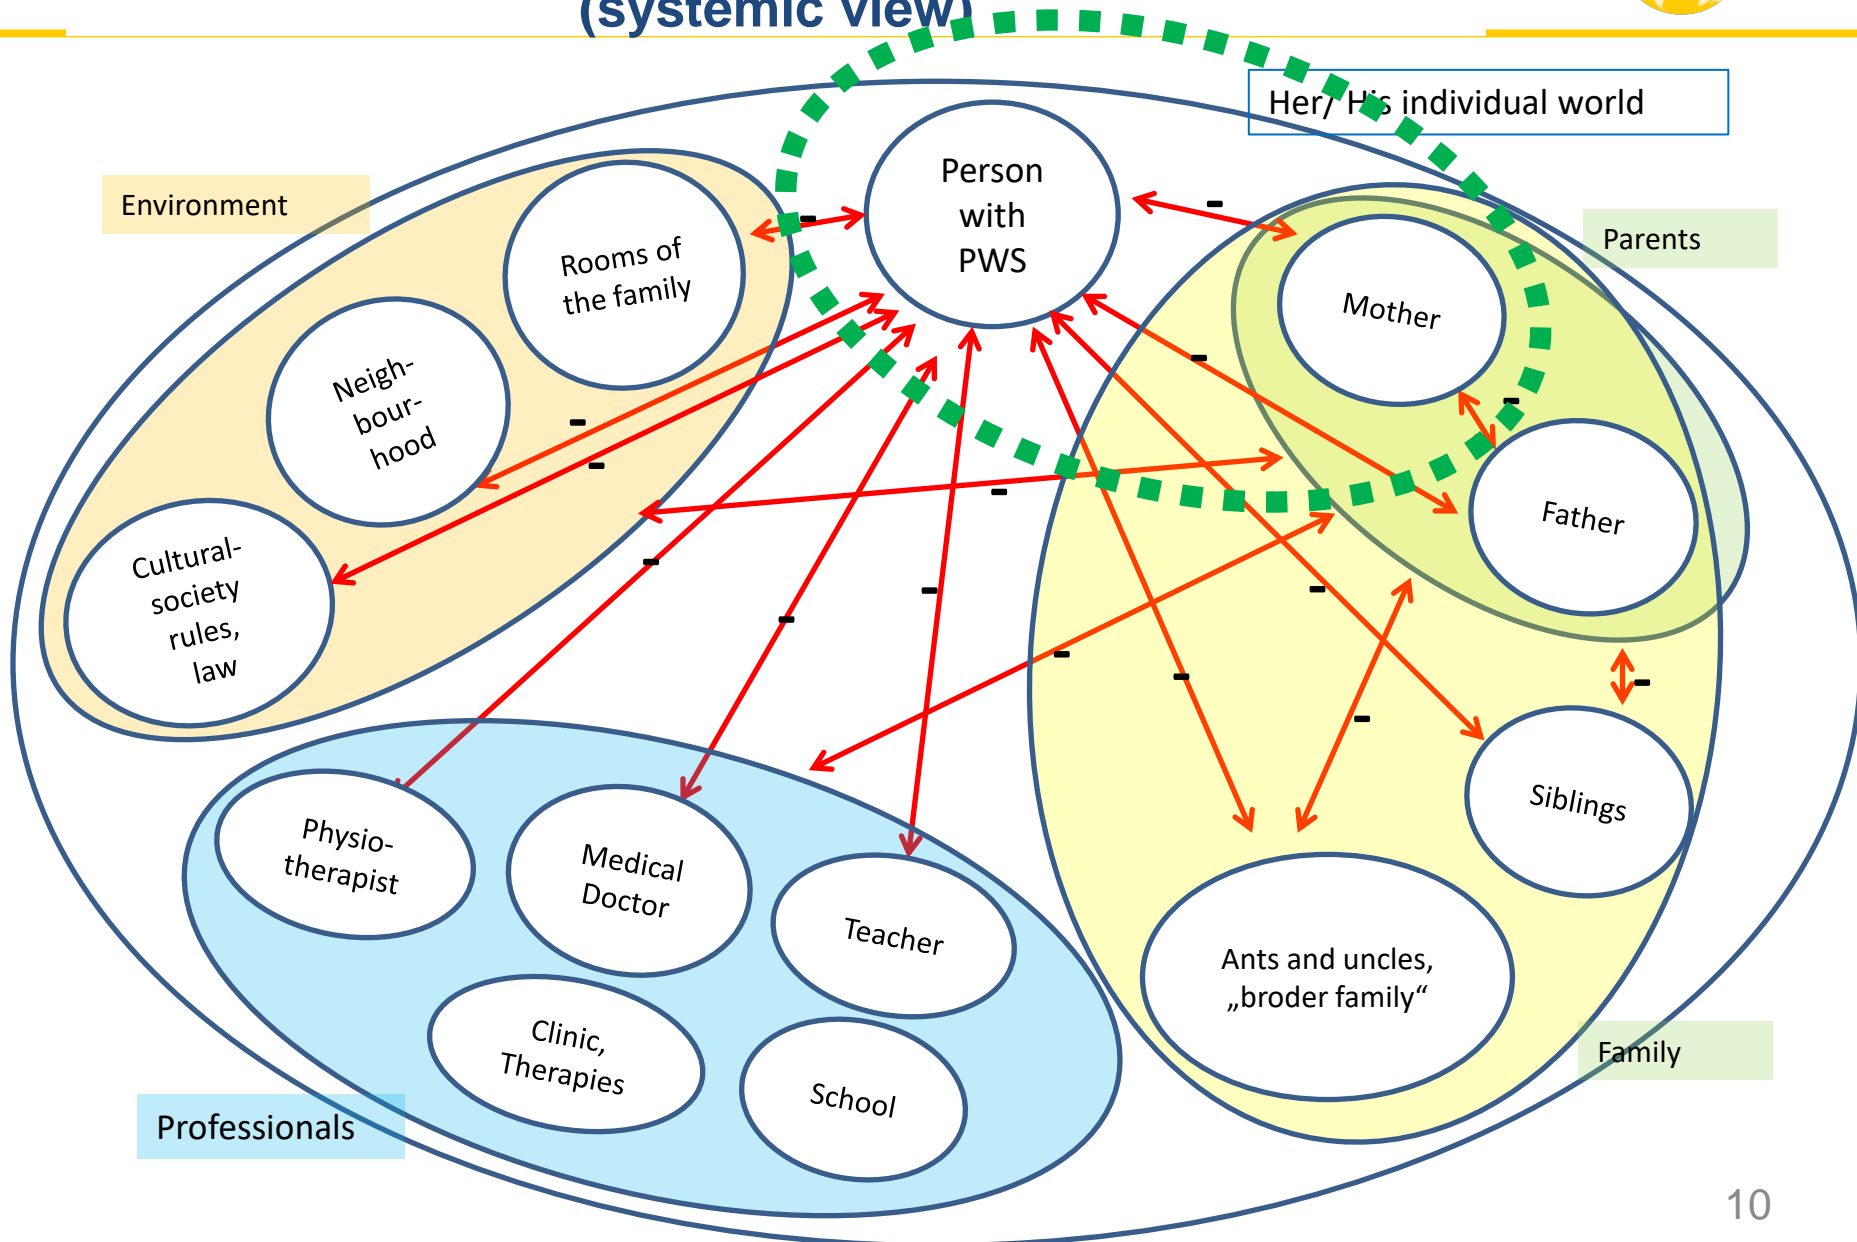 (systemic view)
Her/ His individual world
Environment
Person
with
PWS
Parents
Rooms of
the family
Mother
Neigh-
bour-
hood
Father
Cultural-
society
rules,
law
Siblings
Physio-
therapist
Medical
Doctor
Teacher
Ants and uncles,
„broder family“
Clinic,
Therapies
School
Family
Professionals
10